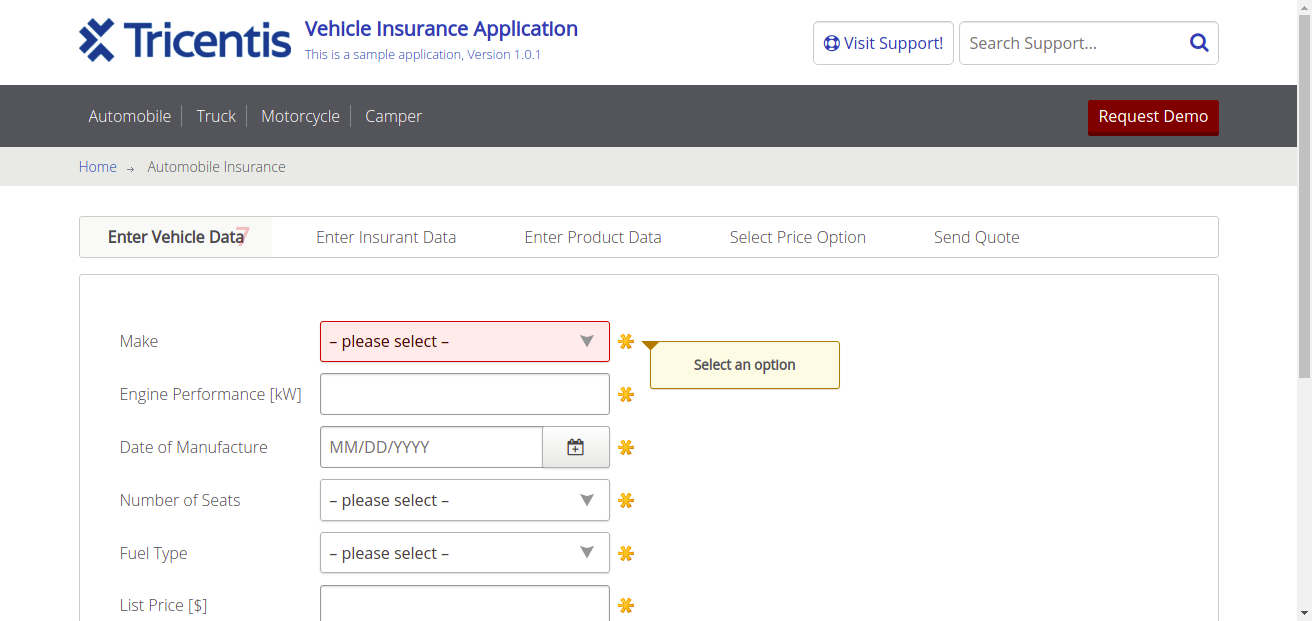 Tricentis
Vehicle Insurance Application
This is a sample application, Version 1.0.1
Visit Support!
Search Support...
Automobile
Truck
Motorcycle
Camper
Request Demo
Home → Automobile Insurance
Enter Vehicle Data 7
Enter Insurant Data
Enter Product Data
Select Price Option
Send Quote
Make
– please select –
Select an option
Engine Performance [kW]
Date of Manufacture
MM/DD/YYYY
Number of Seats
– please select –
Fuel Type
– please select –
List Price [$]